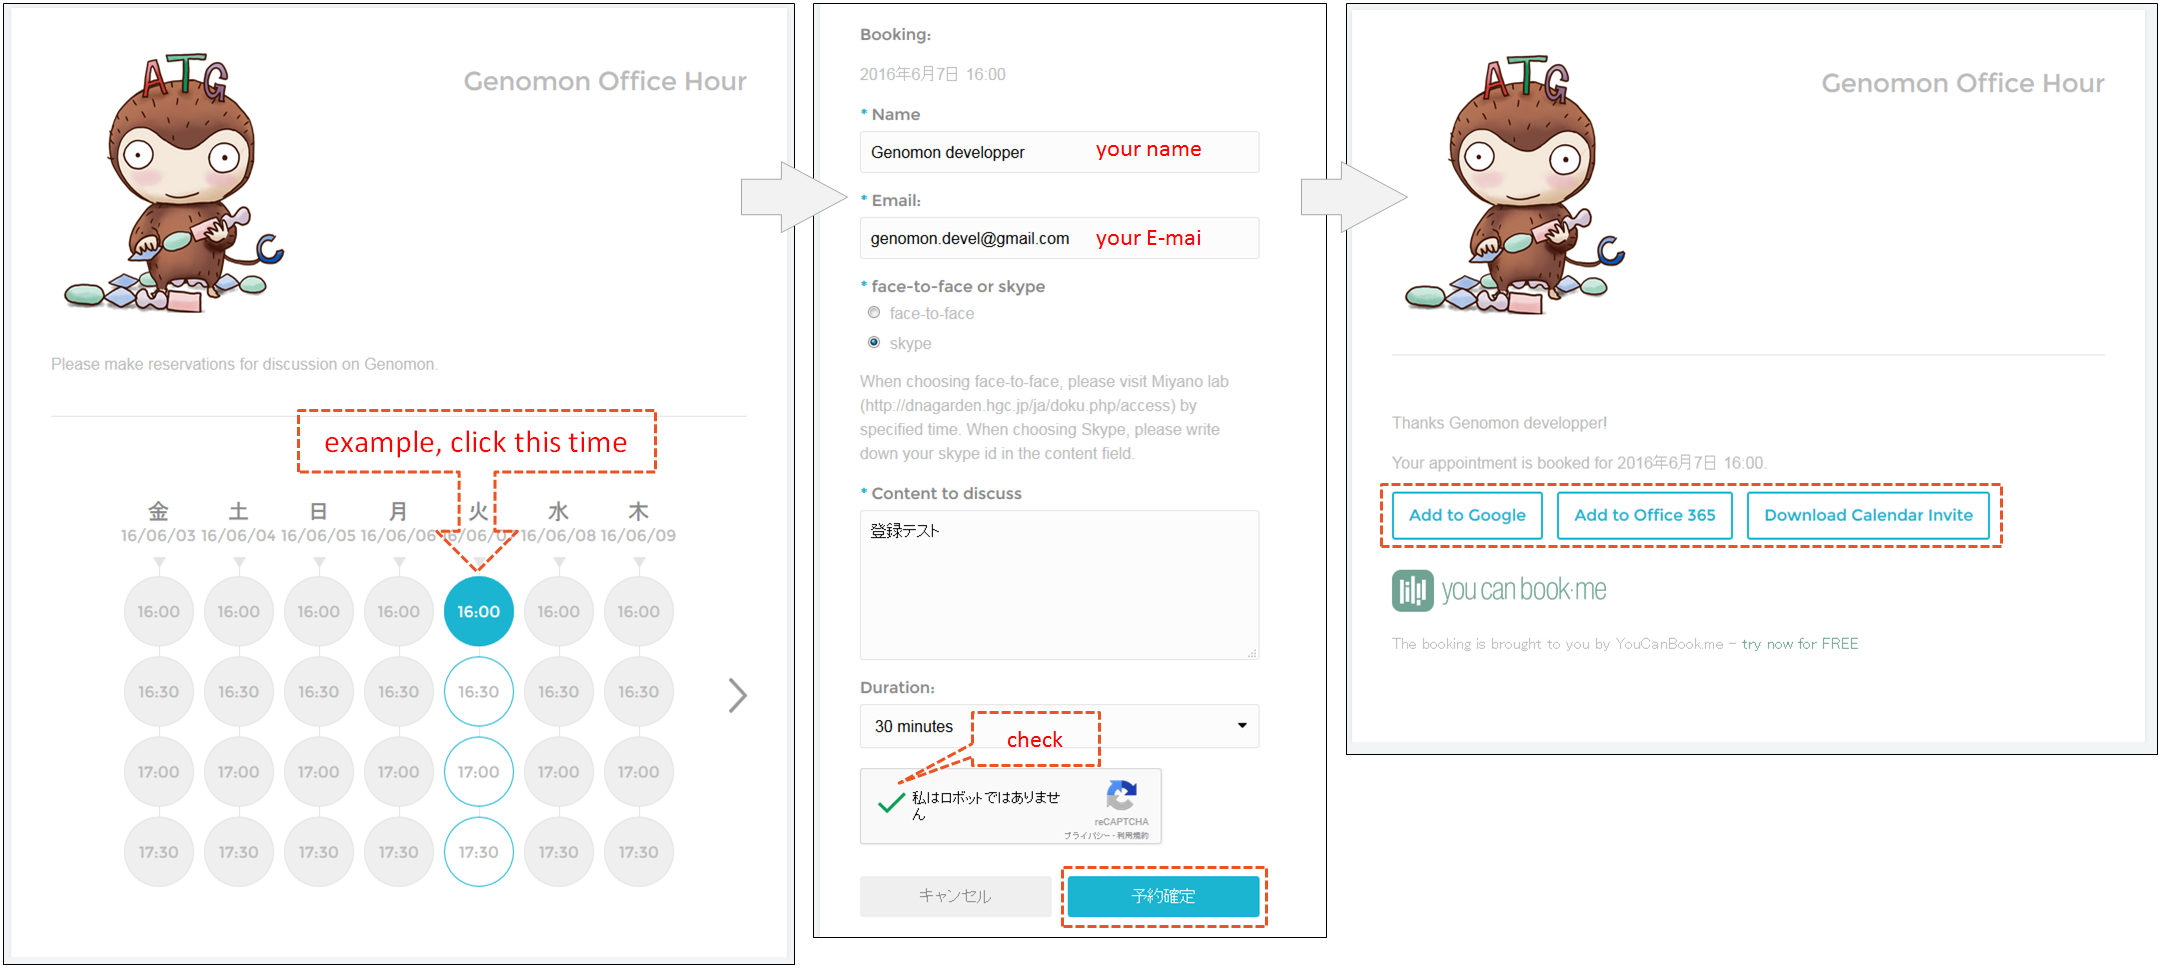 ATG
C
Genomon Office Hour
Please make reservations for discussion on Genomon.
example, click this time
金 土 日 月 火 水 木
16/06/03 16/06/04 16/06/05 16/06/06 16/06/0 16/06/08 16/06/09
16:00 16:00 16:00 16:00 16:00 16:00 16:00
16:30 16:30 16:30 16:30 16:30 16:30 16:30
17:00 17:00 17:00 17:00 17:00 17:00 17:00
17:30 17:30 17:30 17:30 17:30 17:30 17:30
Booking:
2016年6月7日 16:00
* Name
Genomon developper your name
* Email:
genomon.devel@gmail.com your E-mai
* face-to-face or skype
face-to-face
skype
When choosing face-to-face, please visit Miyano lab
(http://dnagarden.hgc.jp/ja/doku.php/access) by
specified time. When choosing Skype, please write
down your skype id in the content field.
* Content to discuss
登録テスト
Duration:
30 minutes
check
私はロボットではありませ
ん
reCAPTCHA
プライバシー - 利用規約
キャンセル 予約確定
ATG
C
Genomon Office Hour
Thanks Genomon developper!
Your appointment is booked for 2016年6月7日 16:00.
Add to Google Add to Office 365 Download Calendar Invite
you can book·me
The booking is brought to you by YouCanBook.me - try now for FREE